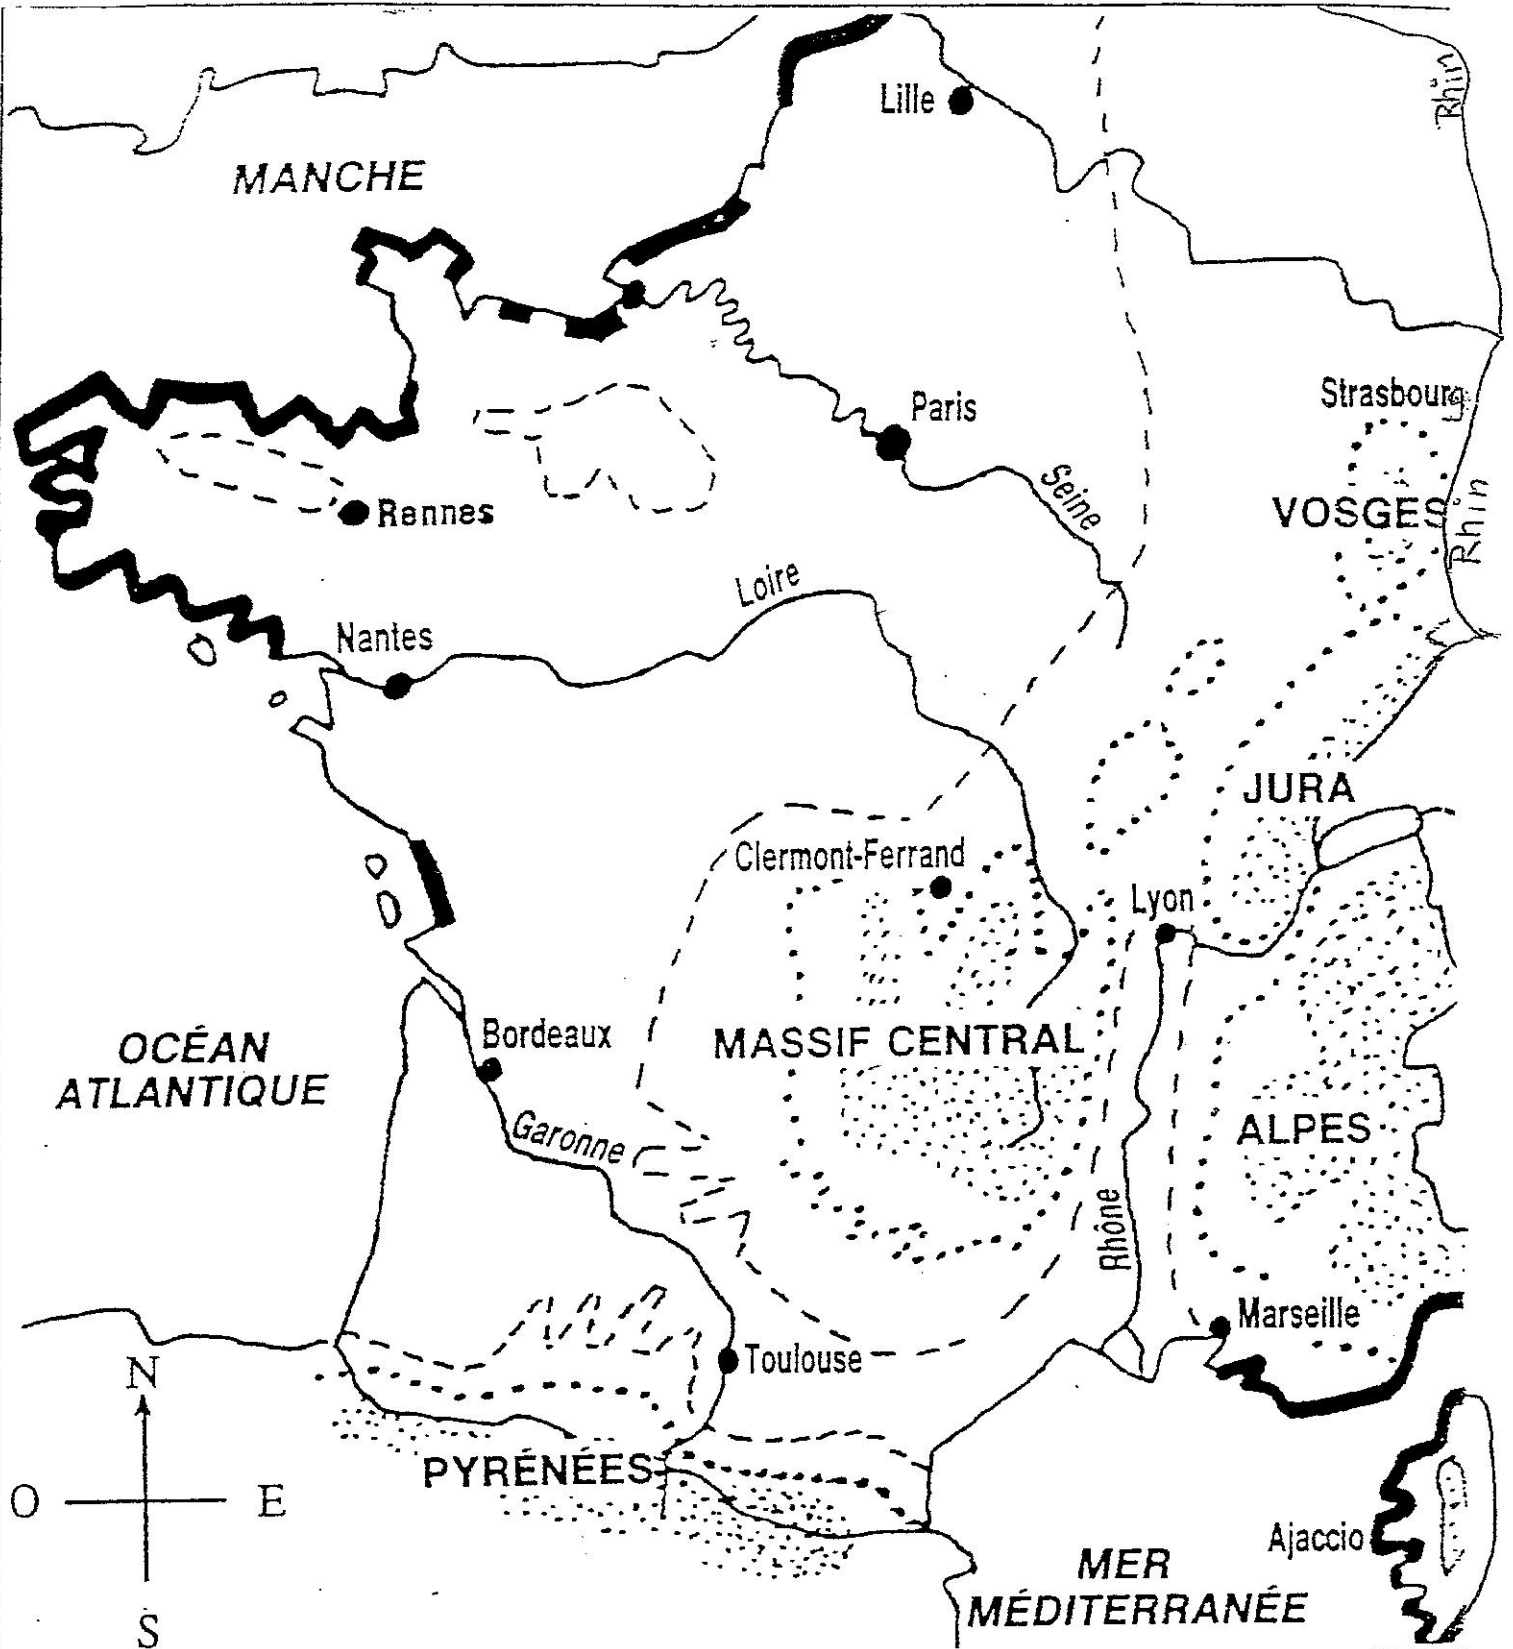 Rhin
Lille
MANCHE
Strasbourg
Paris
Seine
VOSGES
Rennes
Rhin
Loire
Nantes
JURA
Clermont-Ferrand
Lyon
MASSIF CENTRAL
OCÉAN
ATLANTIQUE
Bordeaux
Garonne
ALPES
Rhône
Marseille
Toulouse
N
PYRÉNÉES
O
E
S
Ajaccio
MER
MÉDITERRANÉE